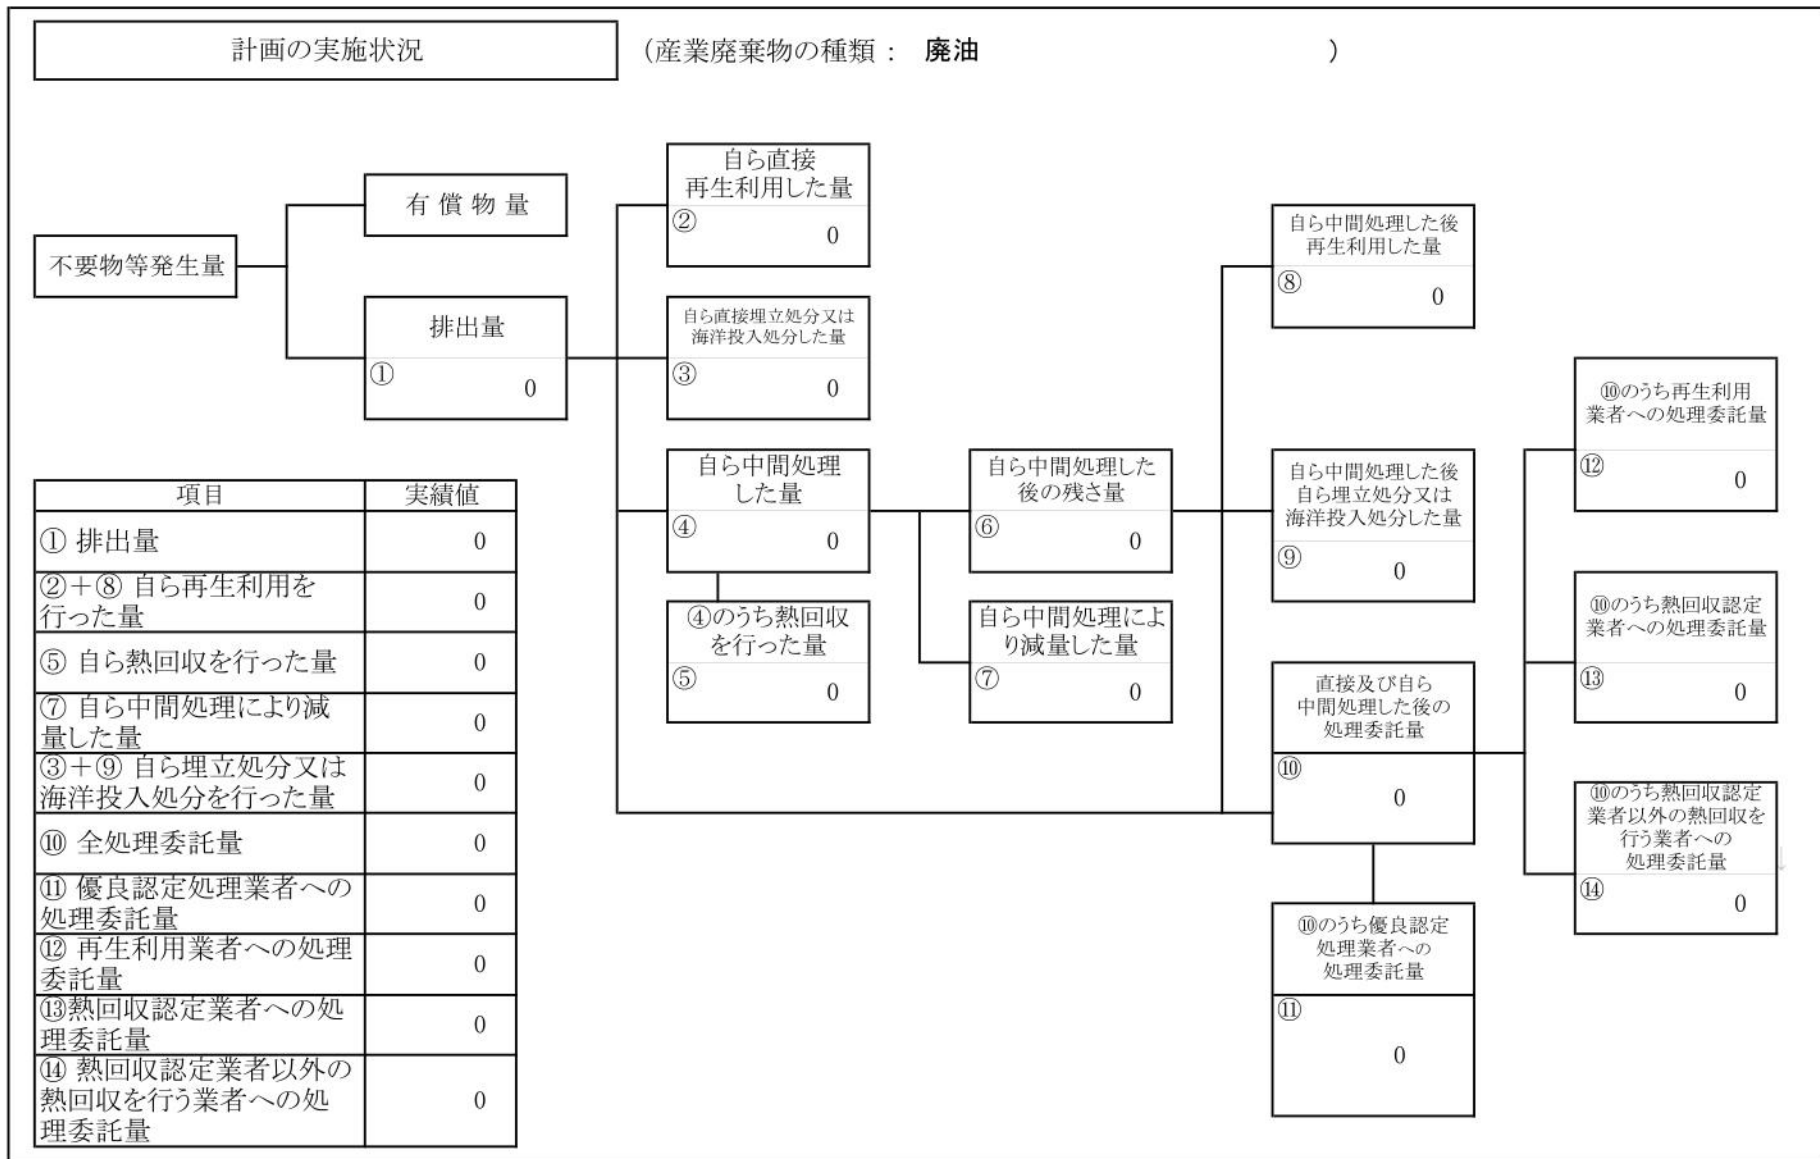 計画の実施状況
（産業廃棄物の種類： 廃油 ）
不要物等発生量
有償物量
排出量
①
0
自ら直接
再生利用した量
②
0
自ら直接埋立処分又は
海洋投入処分した量
③
0
自ら中間処理
した量
④
0
④のうち熱回収
を行った量
⑤
0
自ら中間処理した
後の残さ量
⑥
0
自ら中間処理によ
り減量した量
⑦
0
自ら中間処理した後
再生利用した量
⑧
0
自ら中間処理した後
自ら埋立処分又は
海洋投入処分した量
⑨
0
直接及び自ら
中間処理した後の
処理委託量
⑩
0
⑩のうち優良認定
処理業者への
処理委託量
⑪
0
⑩のうち再生利用
業者への処理委託量
⑫
0
⑩のうち熱回収認定
業者への処理委託量
⑬
0
⑩のうち熱回収認定
業者以外の熱回収を
行う業者への
処理委託量
⑭
0
↓
項目 実績値
① 排出量 0
②＋⑧ 自ら再生利用を
行った量 0
⑤ 自ら熱回収を行った量 0
⑦ 自ら中間処理により減
量した量 0
③＋⑨ 自ら埋立処分又は
海洋投入処分を行った量 0
⑩ 全処理委託量 0
⑪ 優良認定処理業者への
処理委託量 0
⑫ 再生利用業者への処理
委託量 0
⑬熱回収認定業者への処
理委託量 0
⑭ 熱回収認定業者以外の
熱回収を行う業者への処
理委託量 0